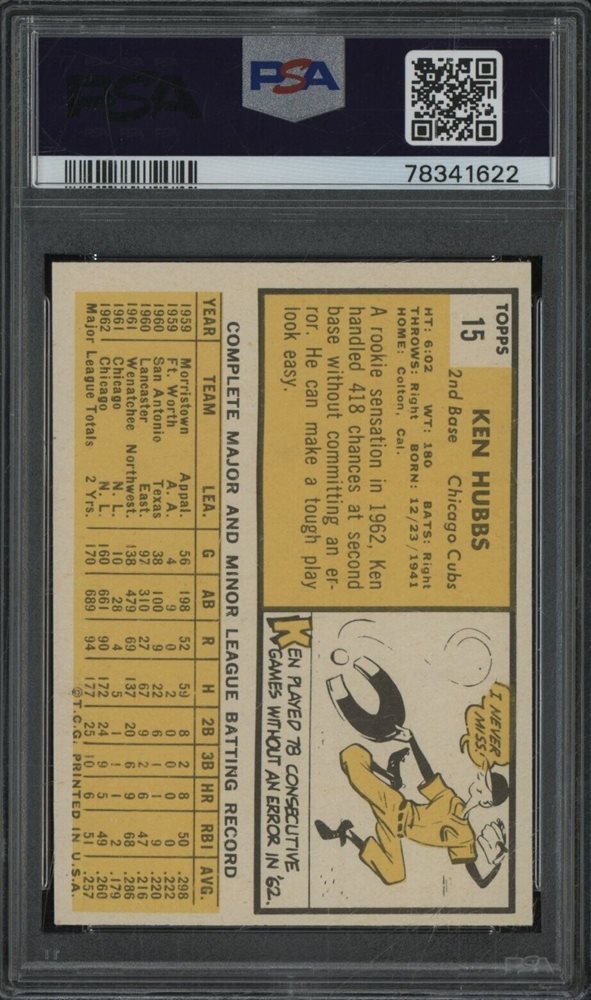 PSA
PSA
78341622
TOPPS
15
KEN HUBBS
2nd Base Chicago Cubs
HT: 6:02 WT: 180 BATS: Right
THROWS: Right BORN: 12/23/1941
HOME: Colton, Cal.
A rookie sensation in 1962, Ken
handled 418 chances at second
base without committing an er-
ror. He can make a tough play
look easy.
I NEVER
MISS!
KEN PLAYED 78 CONSECUTIVE
GAMES WITHOUT AN ERROR IN '62.
COMPLETE MAJOR AND MINOR LEAGUE BATTING RECORD
YEAR TEAM LEA. G AB R H 2B 3B HR RBI AVG.
1959 Morristown Appal. 56 198 52 59 8 2 8 50 .298
1959 Ft. Worth A. A. 4 9 0 2 0 0 0 0 .222
1960 San Antonio Texas 38 100 9 22 6 1 1 9 .220
1960 Lancaster East. 97 310 27 67 9 2 6 47 .216
1961 Wenatchee Northwest. 138 479 69 137 20 6 9 68 .286
1961 Chicago N. L. 10 28 4 5 1 1 1 2 .179
1962 Chicago N. L. 160 661 90 172 24 9 5 49 .260
Major League Totals 2 Yrs. 170 689 94 177 25 10 6 51 .257
©T.C.G. PRINTED IN U.S.A.